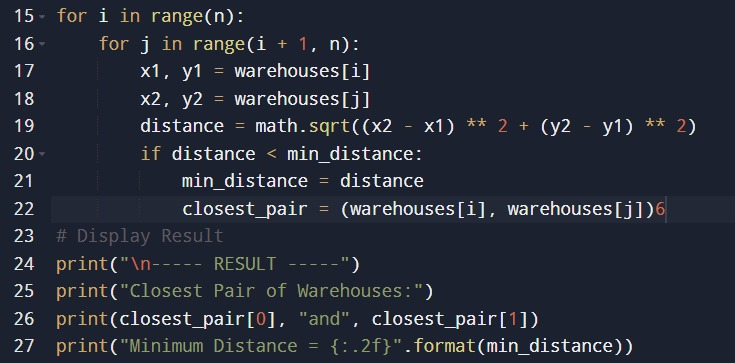 15 for i in range(n):
16     for j in range(i + 1, n):
17         x1, y1 = warehouses[i]
18         x2, y2 = warehouses[j]
19         distance = math.sqrt((x2 - x1) ** 2 + (y2 - y1) ** 2)
20         if distance < min_distance:
21             min_distance = distance
22             closest_pair = (warehouses[i], warehouses[j])6
23 # Display Result
24 print("\n----- RESULT -----")
25 print("Closest Pair of Warehouses:")
26 print(closest_pair[0], "and", closest_pair[1])
27 print("Minimum Distance = {:.2f}".format(min_distance))